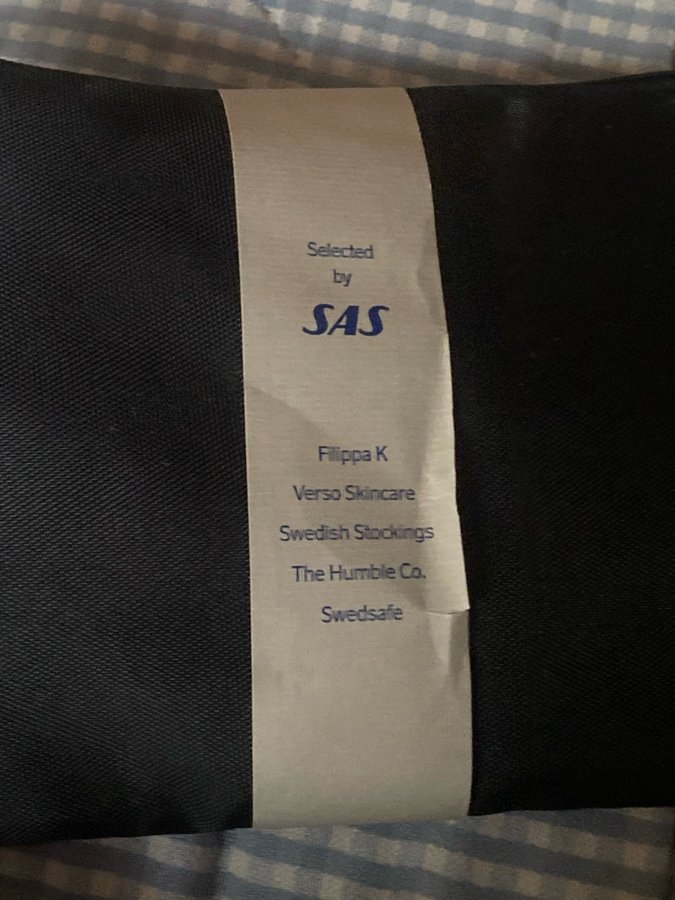 Selected
by
SAS
Filippa K
Verso Skincare
Swedish Stockings
The Humble Co.
Swedsafe